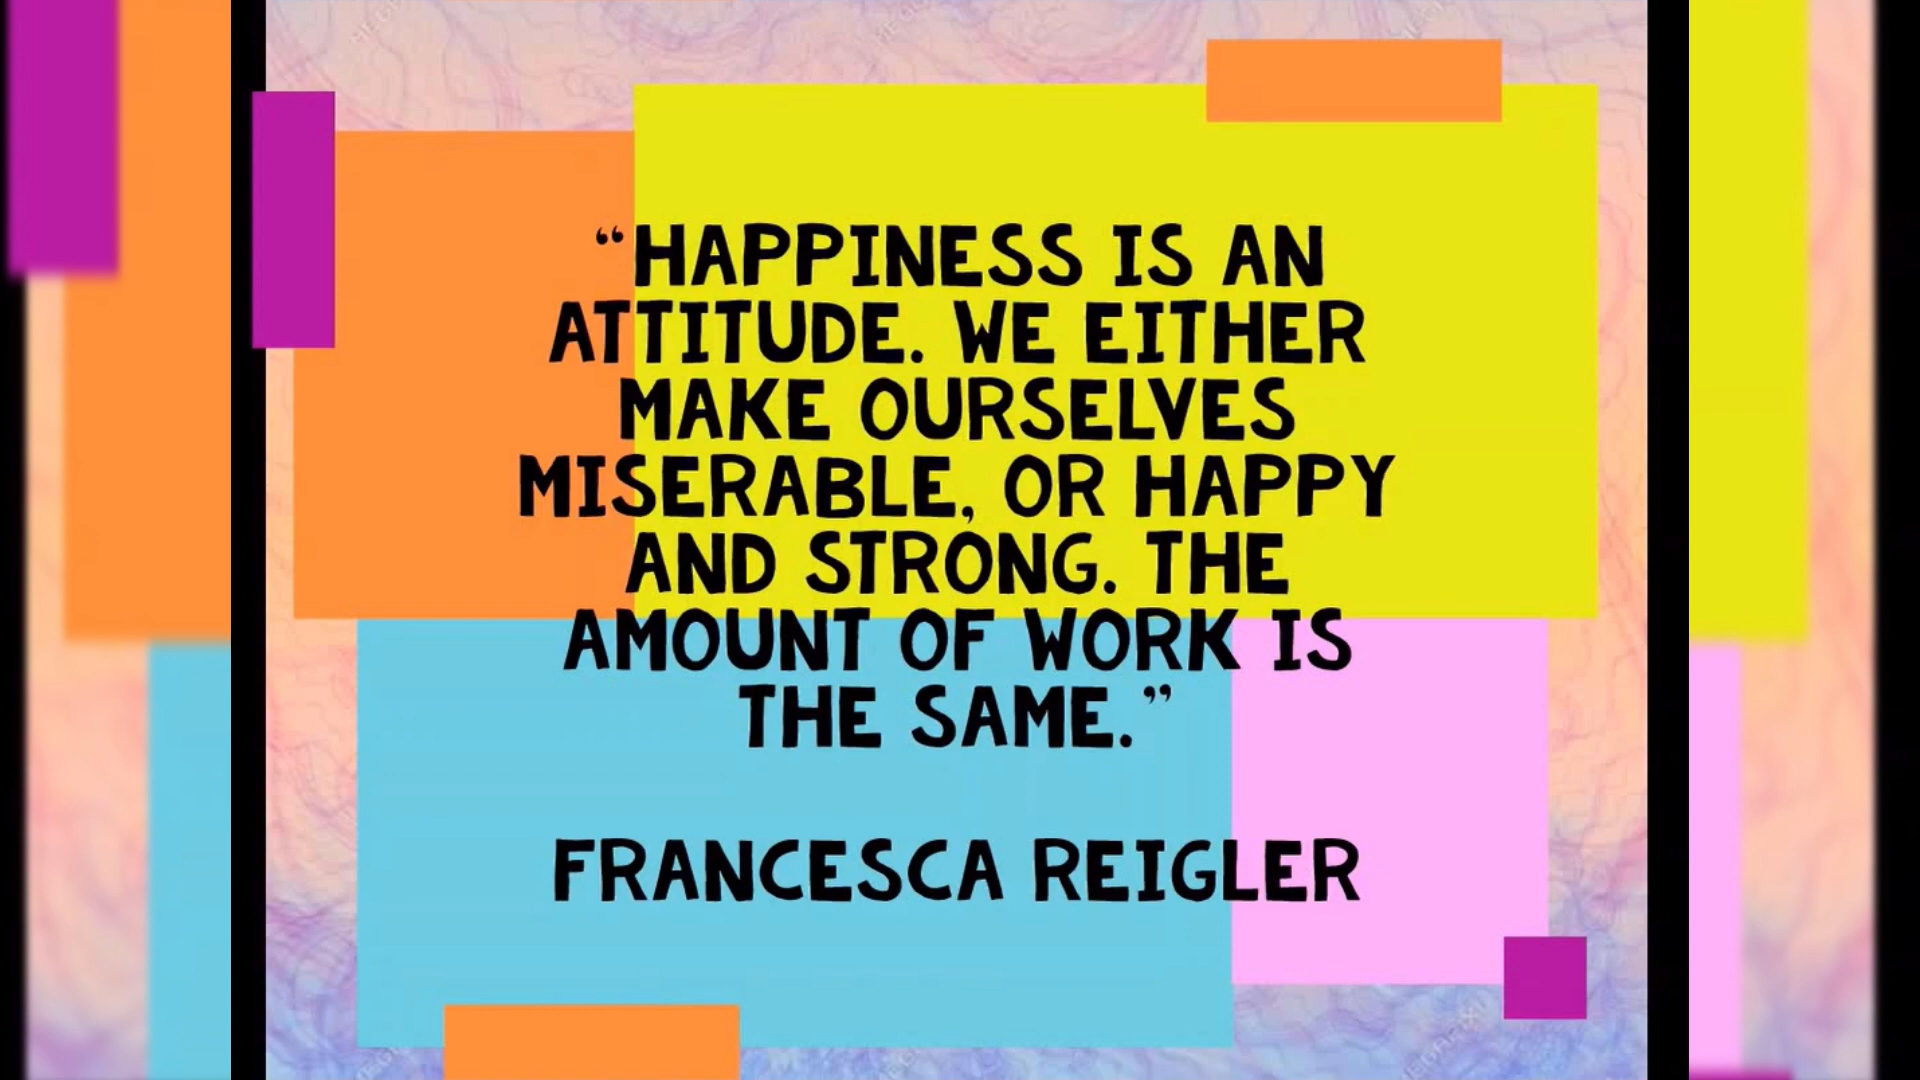 “HAPPINESS IS AN
ATTITUDE. WE EITHER
MAKE OURSELVES
MISERABLE, OR HAPPY
AND STRONG. THE
AMOUNT OF WORK IS
THE SAME.”
FRANCESCA REIGLER